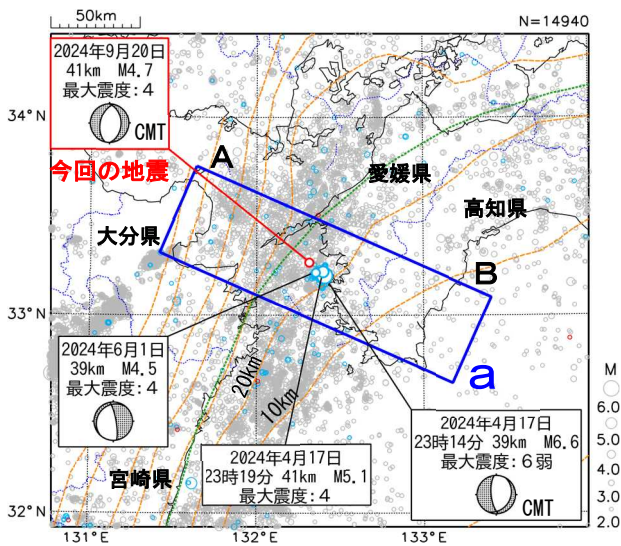 50km
N=14940
2024年9月20日
41km M4.7
最大震度:4
CMT
34°N
A
今回の地震
愛媛県
高知県
大分県
B
33°N
2024年6月1日
39km M4.5
最大震度:4
20km
10km
a
M
6.0
5.0
4.0
3.0
2.0
2024年4月17日
23時14分 39km M6.6
最大震度:6弱
CMT
2024年4月17日
23時19分 41km M5.1
最大震度:4
宮崎県
32°N
131°E
132°E
133°E